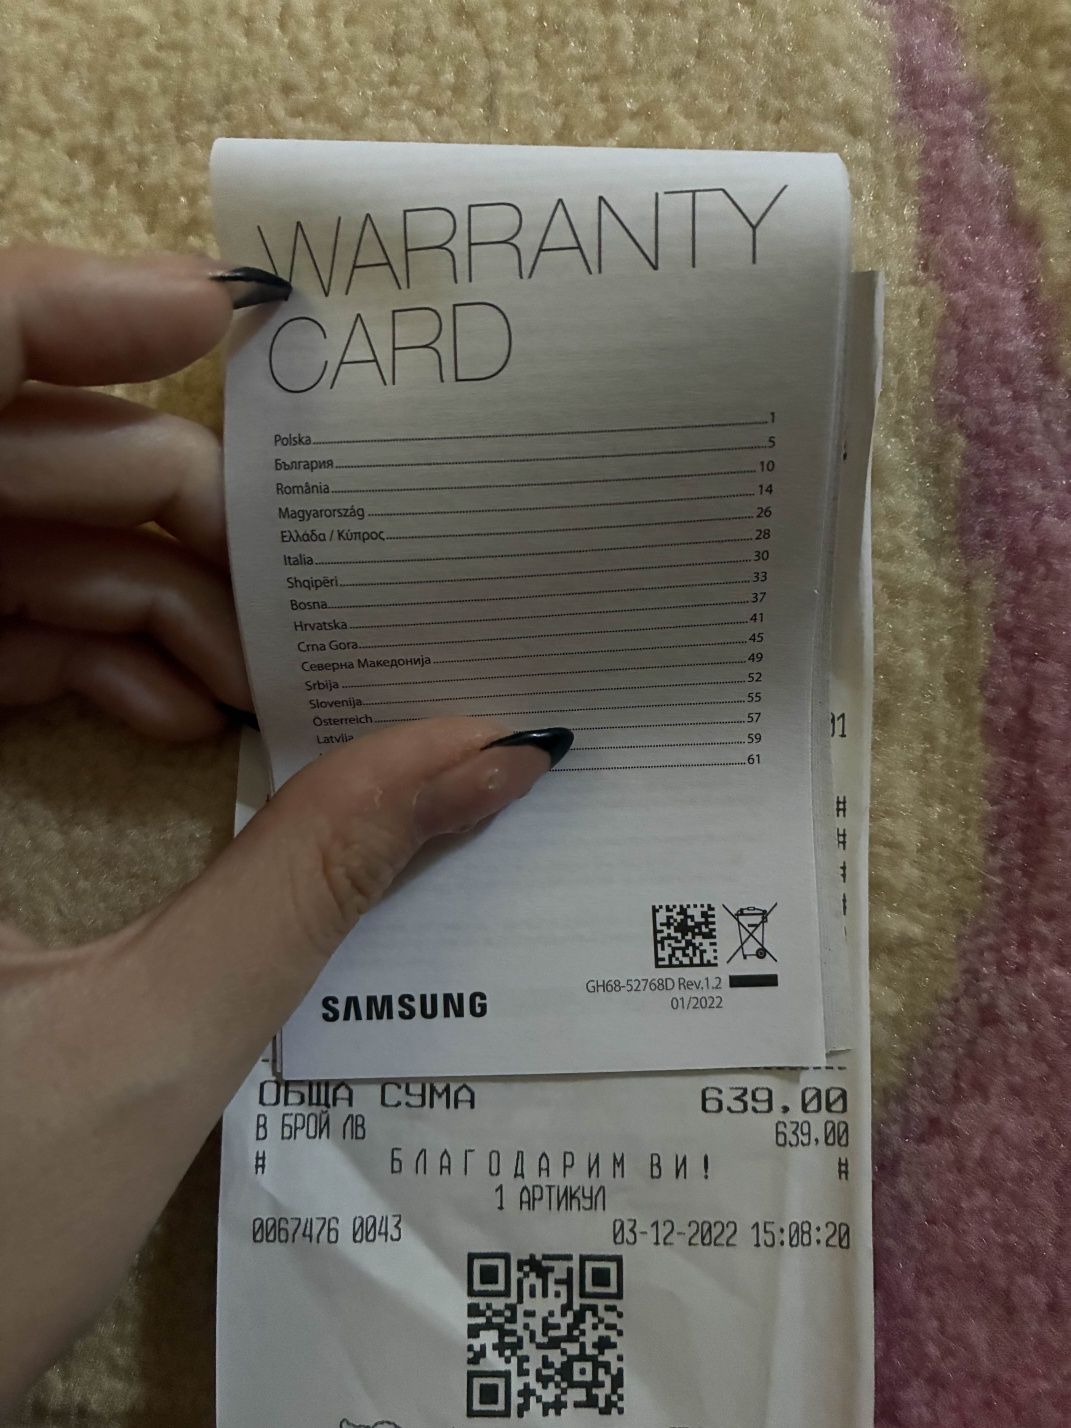 WARRANTY
CARD
Polska 1
България 5
România 10
Magyarország 14
Ελλάδα / Κύπρος 26
Italia 28
Shqipëri 30
Bosna 33
Hrvatska 37
Crna Gora 41
Северна Македонија 45
Srbija 49
Slovenija 52
Österreich 55
Latvija 57
59
61
GH68-52768D Rev.1.2
01/2022
SAMSUNG
ОБЩА СУМА 639.00
В БРОЙ ЛВ 639.00
# БЛАГОДАРИМ ВИ! #
1 АРТИКУЛ
0067476 0043 03-12-2022 15:08:20